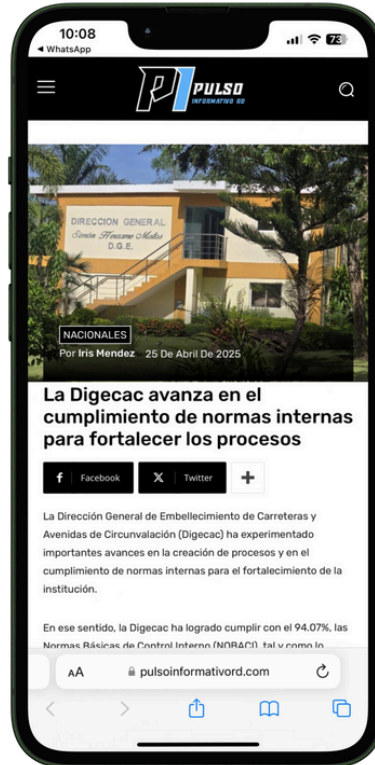 10:08
73
◀ WhatsApp
PI PULSO
INFORMATIVO RD
DIRECCION GENERAL
D.G.E.
NACIONALES
Por Iris Mendez 25 De Abril De 2025
La Digecac avanza en el
cumplimiento de normas internas
para fortalecer los procesos
f Facebook X Twitter +
La Dirección General de Embellecimiento de Carreteras y
Avenidas de Circunvalación (Digecac) ha experimentado
importantes avances en la creación de procesos y en el
cumplimiento de normas internas para el fortalecimiento de la
institución.
En ese sentido, la Digecac ha logrado cumplir con el 94.07%, las
Normas Básicas de Control Interno (NOBACI), tal y como lo
AA pulsoinformativord.com